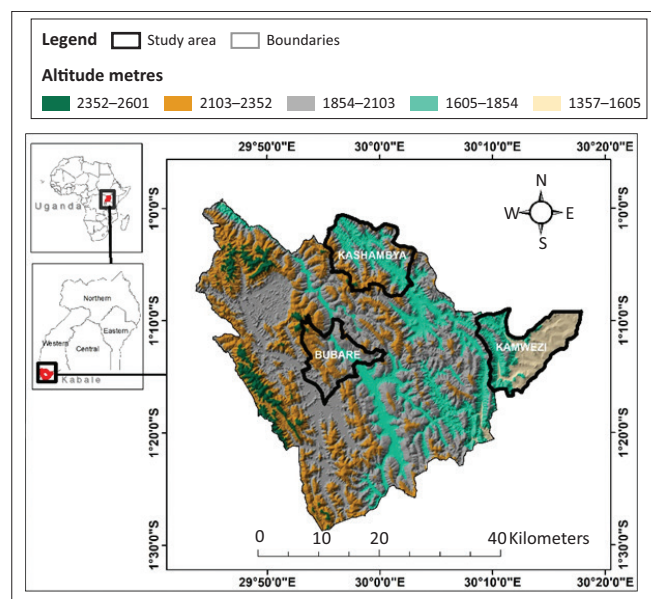 Legend Study area Boundaries
Altitude metres
2352–2601 2103–2352 1854–2103 1605–1854 1357–1605
29°50'0"E 30°0'0"E 30°10'0"E 30°20'0"E
Uganda
Northern
Western Central Eastern
Kabale
1°0'0"S 1°0'0"S
1°10'0"S 1°10'0"S
1°20'0"S 1°20'0"S
1°30'0"S 1°30'0"S
N
W E
S
KASHAMBYA
BUBARE
KAMWEZI
0 10 20 40 Kilometers
29°50'0"E 30°0'0"E 30°10'0"E 30°20'0"E